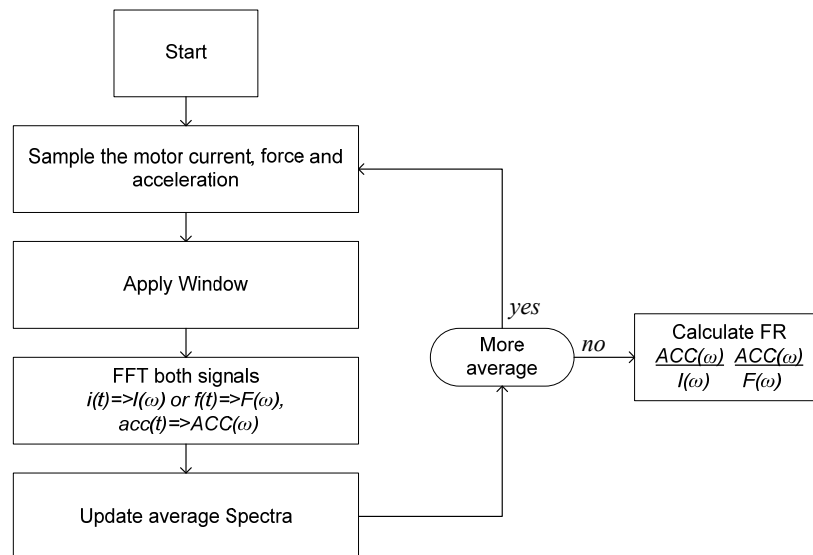 Start
Sample the motor current, force and
acceleration
Apply Window
FFT both signals
i(t)=>I(ω) or f(t)=>F(ω),
acc(t)=>ACC(ω)
Update average Spectra
More
average
yes
no
Calculate FR
ACC(ω) ACC(ω)
I(ω) F(ω)